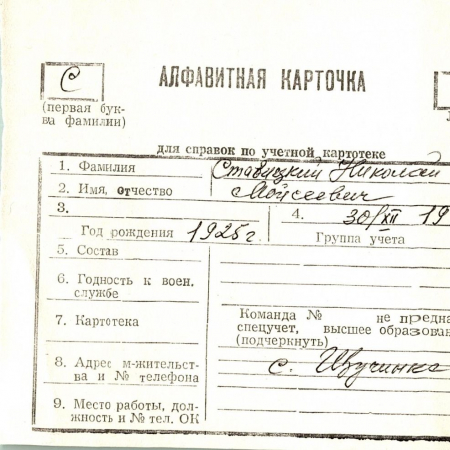 С
АЛФАВИТНАЯ КАРТОЧКА
(первая бук-
ва фамилии)
для справок по учетной картотеке
1. Фамилия Ставицкий Николай
2. Имя, отчество Мойсеевич
3.
Год рождения 1925г.
4. 30/XII 19
Группа учета
5. Состав
6. Годность к воен.
службе
7. Картотека
Команда № не предна
спецучет, высшее образован
(подчеркнуть)
8. Адрес м-жительст-
ва и № телефона
с. Щучинка
9. Место работы, дол-
жность и № тел. ОК